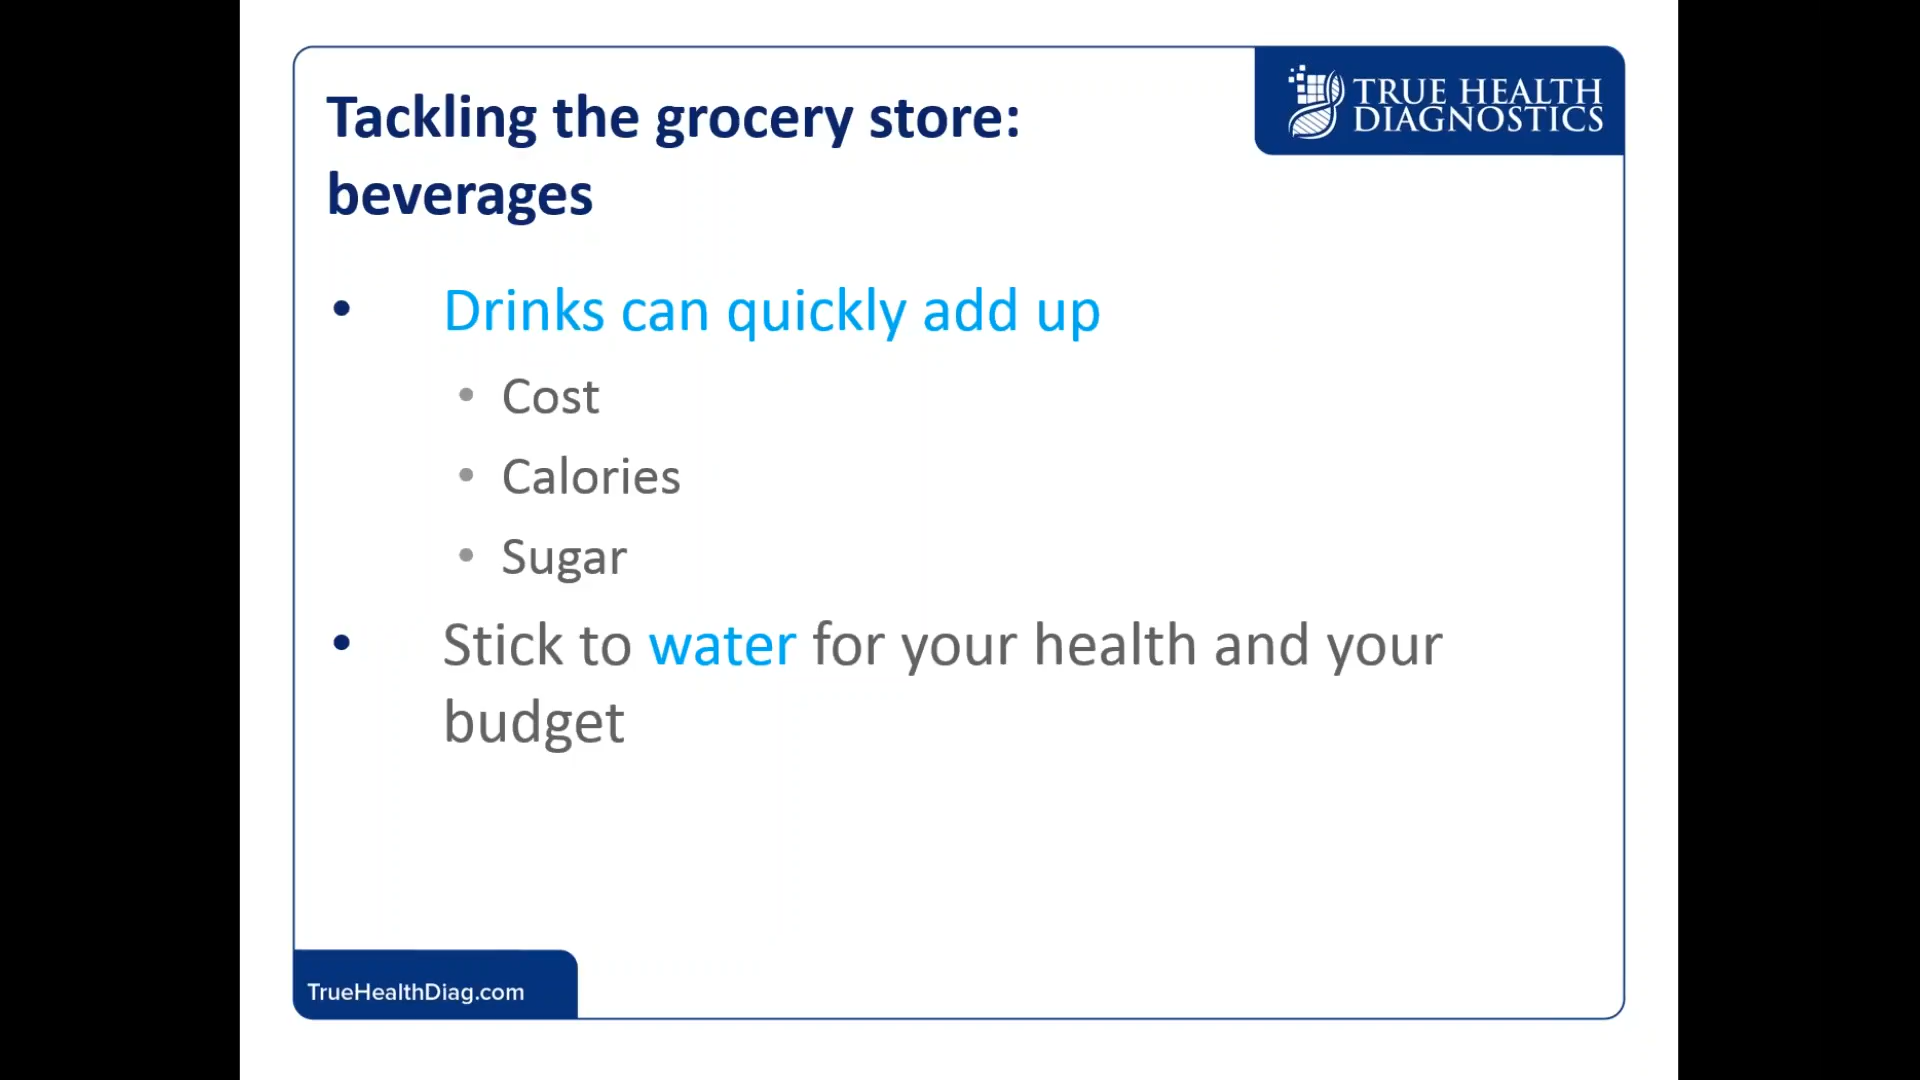 Tackling the grocery store:
beverages
TRUE HEALTH
DIAGNOSTICS
• Drinks can quickly add up
• Cost
• Calories
• Sugar
• Stick to water for your health and your
budget
TrueHealthDiag.com